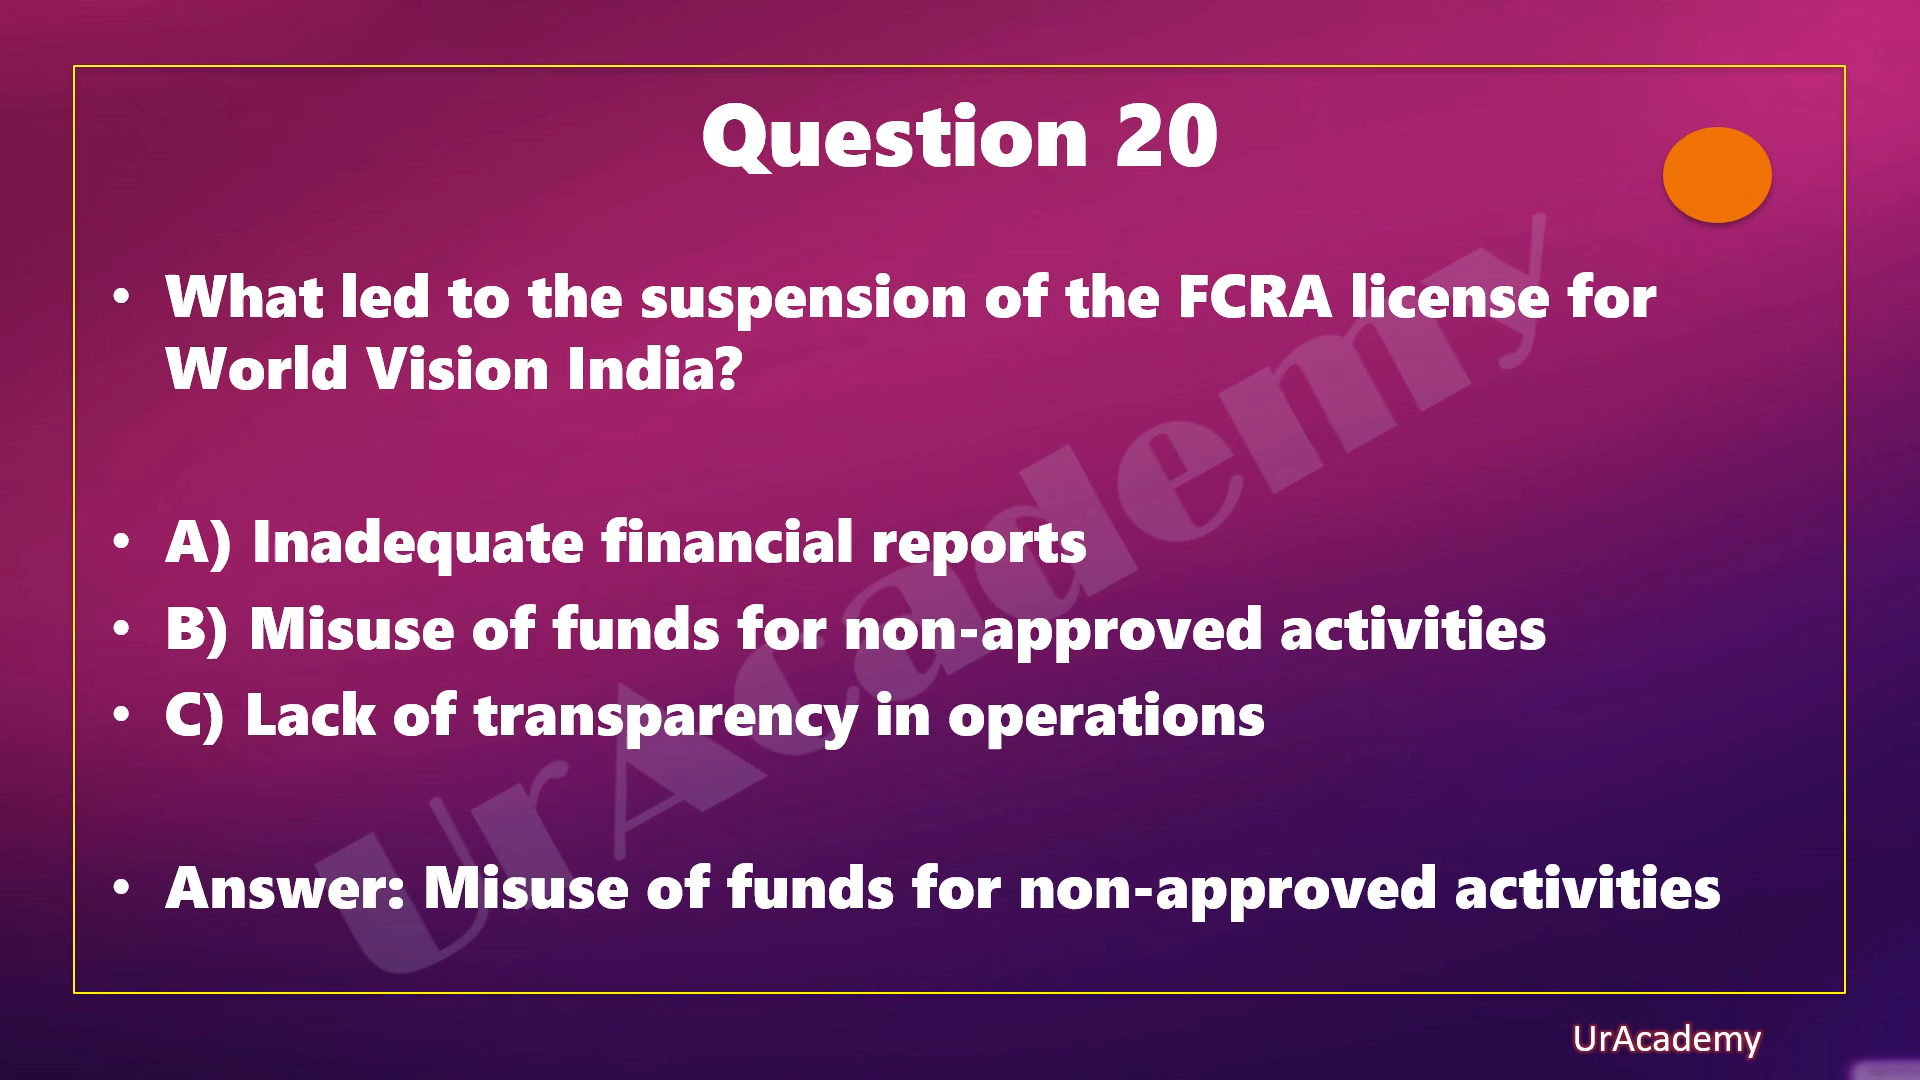 Question 20
• What led to the suspension of the FCRA license for
World Vision India?
• A) Inadequate financial reports
• B) Misuse of funds for non-approved activities
• C) Lack of transparency in operations
• Answer: Misuse of funds for non-approved activities
UrAcademy
UrAcademy